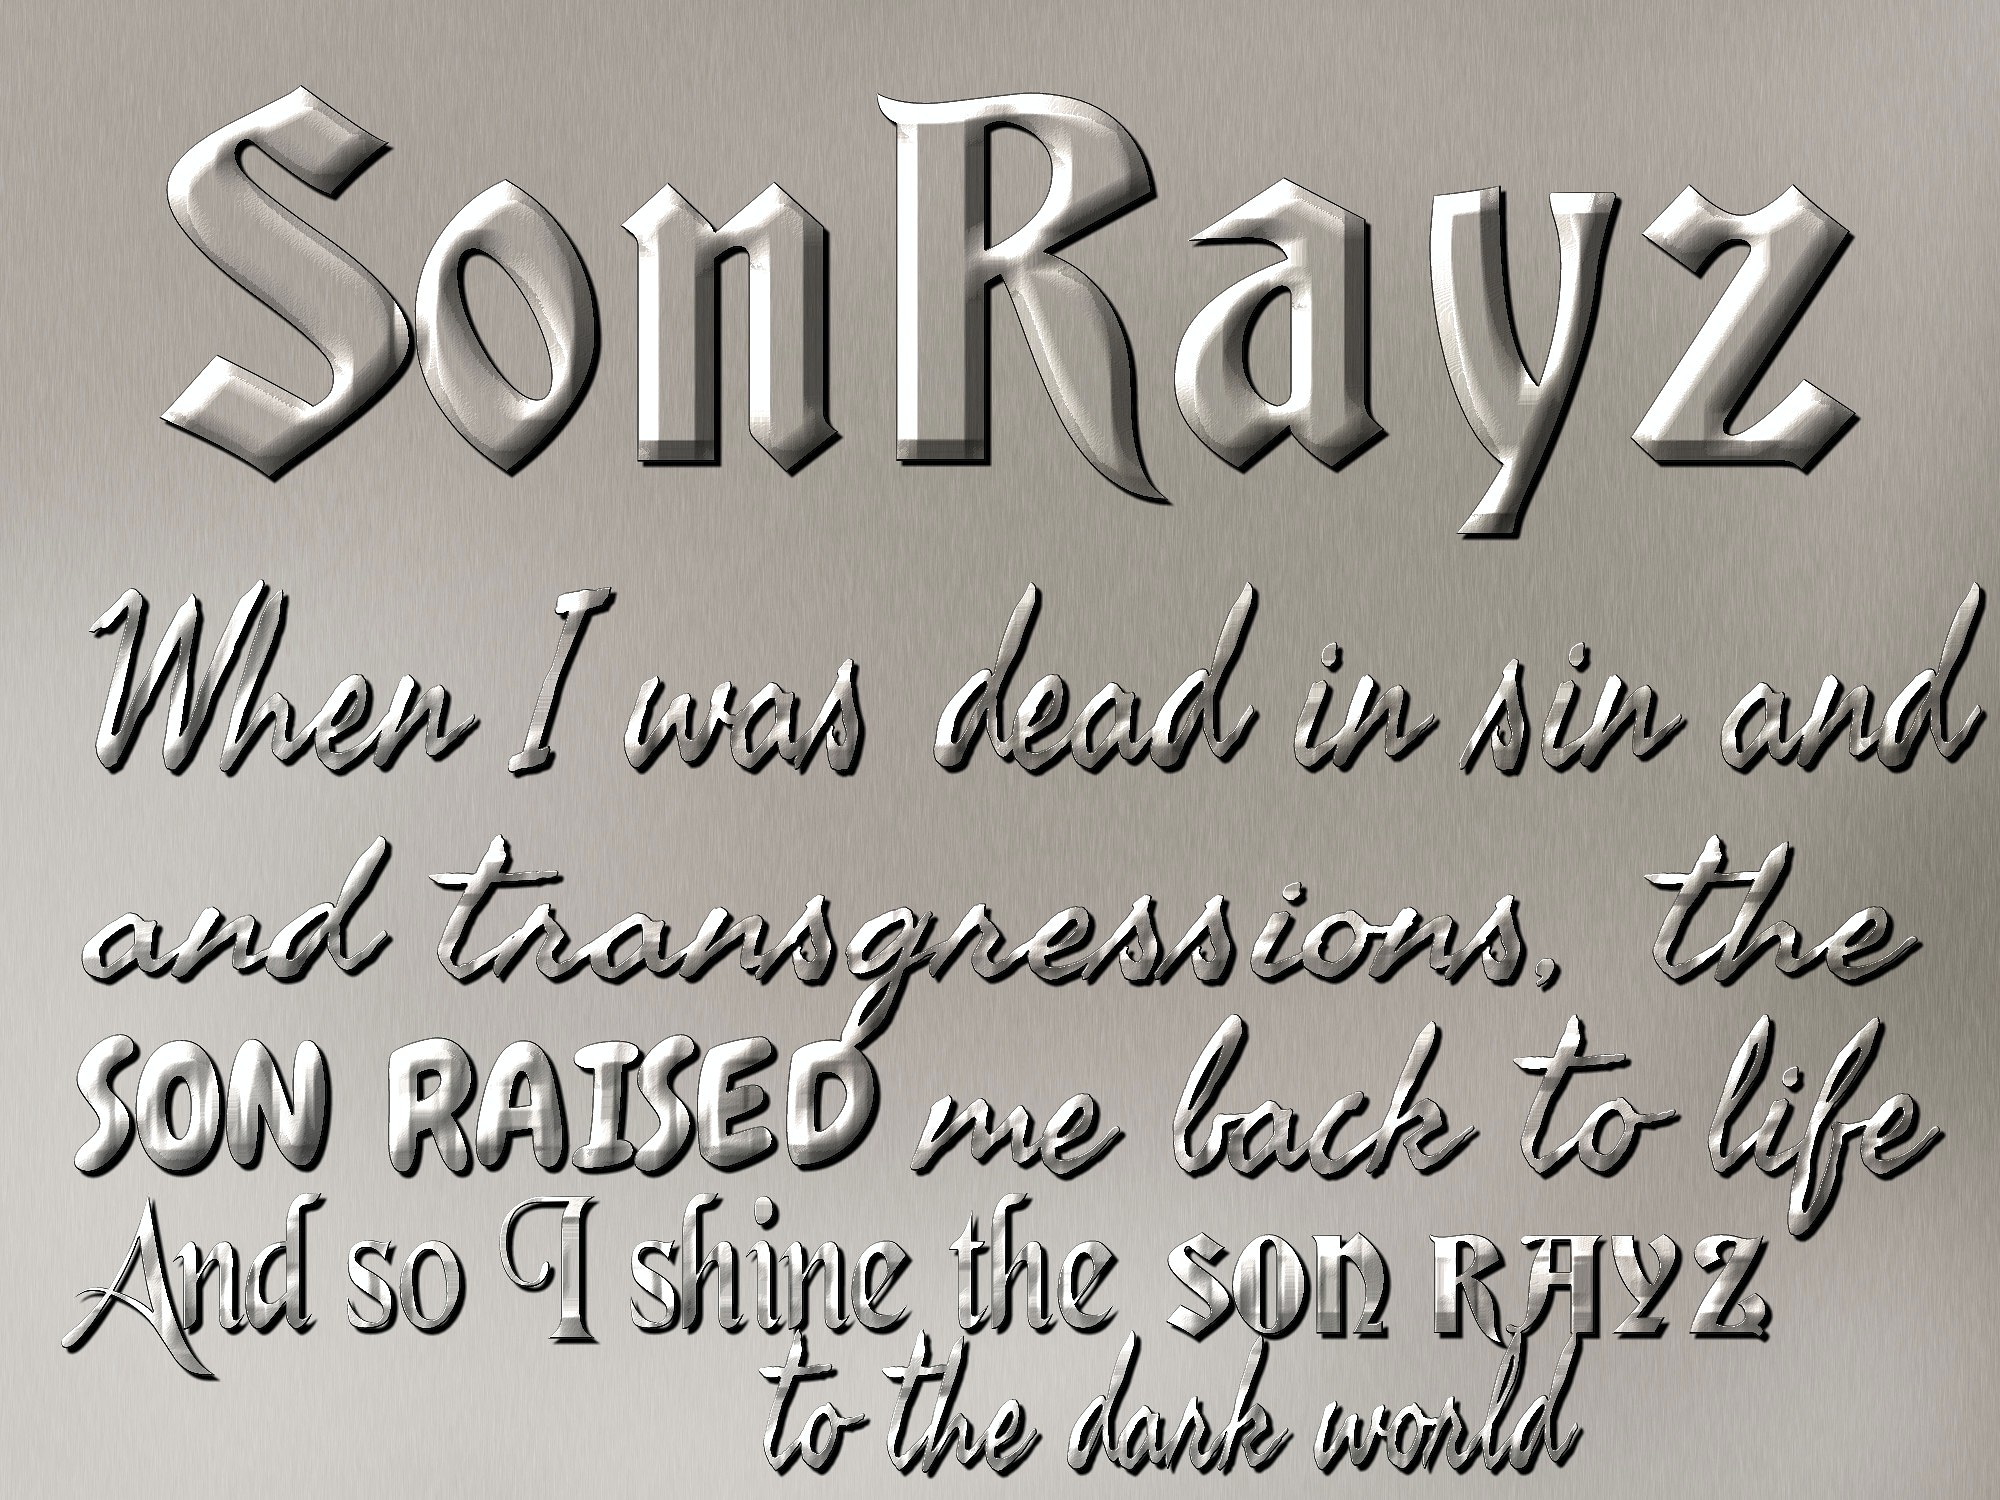 SonRayz
When I was dead in sin and
and transgressions, the
SON RAISED me back to life
And so I shine the SON RAYZ
to the dark world